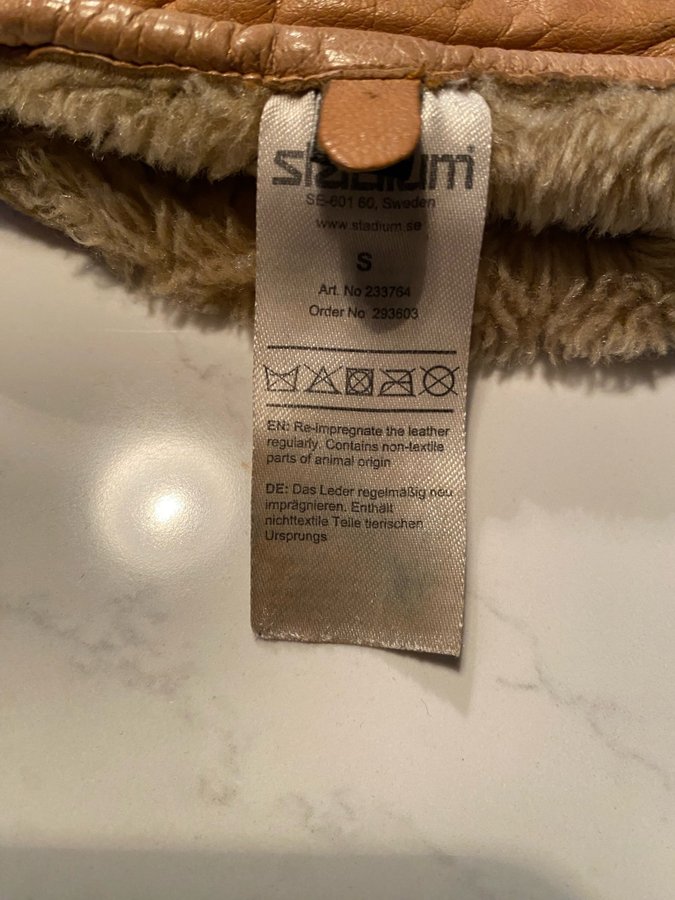 stadium
SE-601 60, Sweden
www.stadium.se
S
Art. No 233764
Order No 293603
EN: Re-impregnate the leather
regularly. Contains non-textile
parts of animal origin
DE: Das Leder regelmäßig neu
imprägnieren. Enthält
nichttextile Teile tierischen
Ursprungs